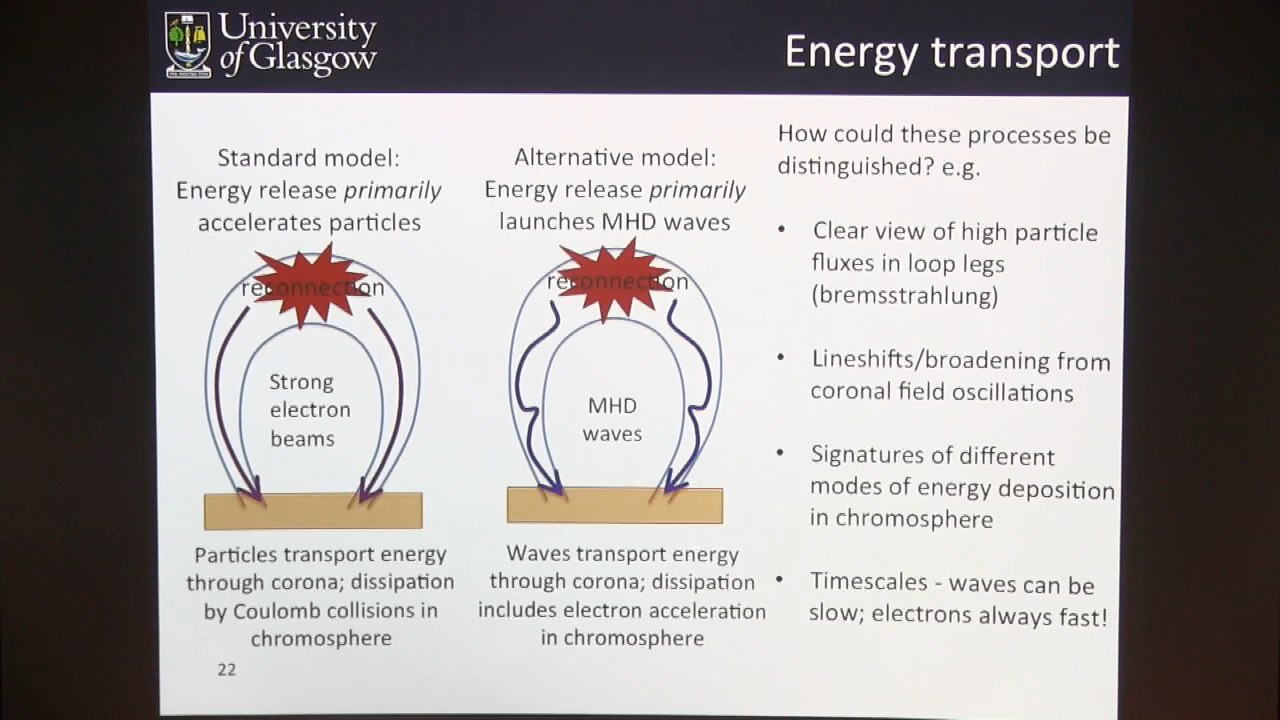 University
of Glasgow
Energy transport
Standard model:
Energy release primarily
accelerates particles
reconnection
Strong
electron
beams
Particles transport energy
through corona; dissipation
by Coulomb collisions in
chromosphere
22
Alternative model:
Energy release primarily
launches MHD waves
reconnection
MHD
waves
Waves transport energy
through corona; dissipation
includes electron acceleration
in chromosphere
How could these processes be
distinguished? e.g.
• Clear view of high particle
fluxes in loop legs
(bremsstrahlung)
• Lineshifts/broadening from
coronal field oscillations
• Signatures of different
modes of energy deposition
in chromosphere
• Timescales - waves can be
slow; electrons always fast!